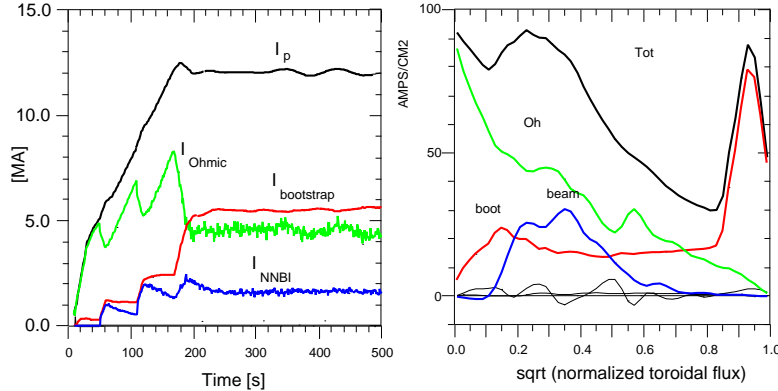 15.0
10.0
5.0
0.0
[MA]
I p
I Ohmic
I bootstrap
I NNBI
0 100 200 300 400 500
Time [s]
100
50
0
AMPS/CM2
Tot
Oh
beam
boot
0.0 0.2 0.4 0.6 0.8 1.0
sqrt (normalized toroidal flux)